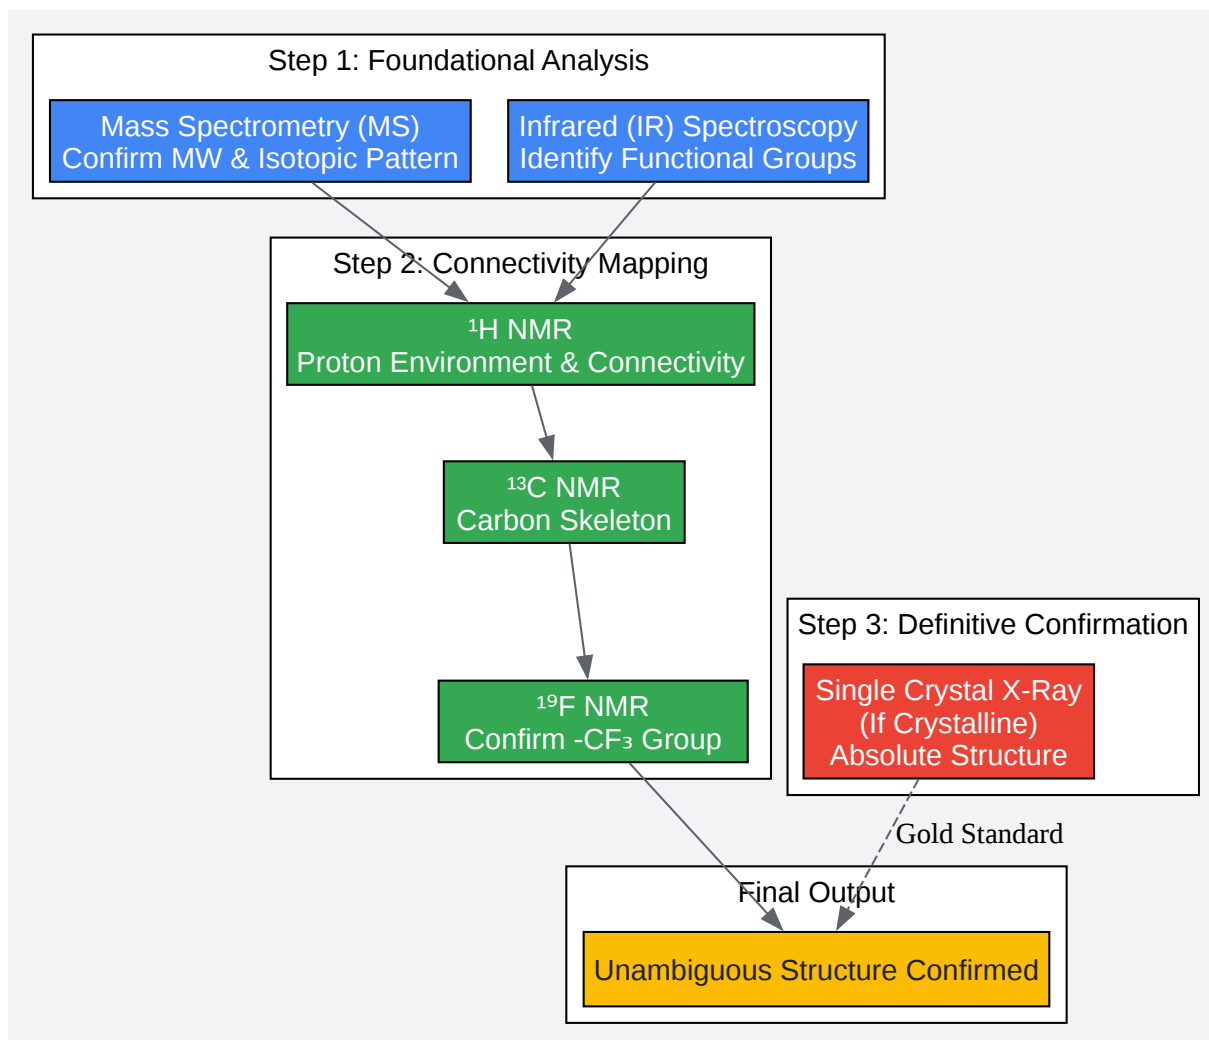 Step 1: Foundational Analysis
Mass Spectrometry (MS)
Confirm MW & Isotopic Pattern
Infrared (IR) Spectroscopy
Identify Functional Groups
Step 2: Connectivity Mapping
¹H NMR
Proton Environment & Connectivity
¹³C NMR
Carbon Skeleton
¹⁹F NMR
Confirm -CF₃ Group
Step 3: Definitive Confirmation
Single Crystal X-Ray
(If Crystalline)
Absolute Structure
Gold Standard
Final Output
Unambiguous Structure Confirmed